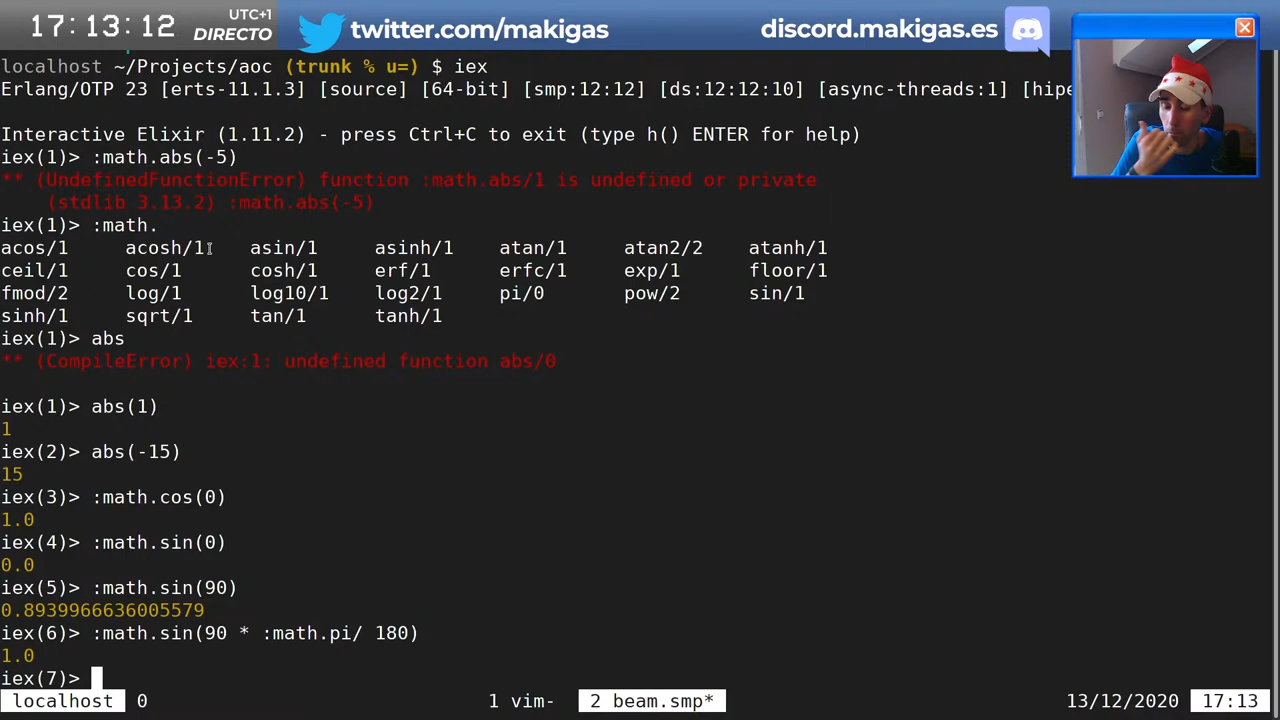 17:13:12
UTC+1
DIRECTO
twitter.com/makigas
discord.makigas.es
localhost ~/Projects/aoc (trunk % u=) $ iex
Erlang/OTP 23 [erts-11.1.3] [source] [64-bit] [smp:12:12] [ds:12:12:10] [async-threads:1] [hipe
Interactive Elixir (1.11.2) - press Ctrl+C to exit (type h() ENTER for help)
iex(1)> :math.abs(-5)
** (UndefinedFunctionError) function :math.abs/1 is undefined or private
(stdlib 3.13.2) :math.abs(-5)
iex(1)> :math.
acos/1 acosh/1 asin/1 asinh/1 atan/1 atan2/2 atanh/1
ceil/1 cos/1 cosh/1 erf/1 erfc/1 exp/1 floor/1
fmod/2 log/1 log10/1 log2/1 pi/0 pow/2 sin/1
sinh/1 sqrt/1 tan/1 tanh/1
iex(1)> abs
** (CompileError) iex:1: undefined function abs/0
iex(1)> abs(1)
1
iex(2)> abs(-15)
15
iex(3)> :math.cos(0)
1.0
iex(4)> :math.sin(0)
0.0
iex(5)> :math.sin(90)
0.8939966636005579
iex(6)> :math.sin(90 * :math.pi/ 180)
1.0
iex(7)>
localhost 0 1 vim- 2 beam.smp* 13/12/2020 17:13